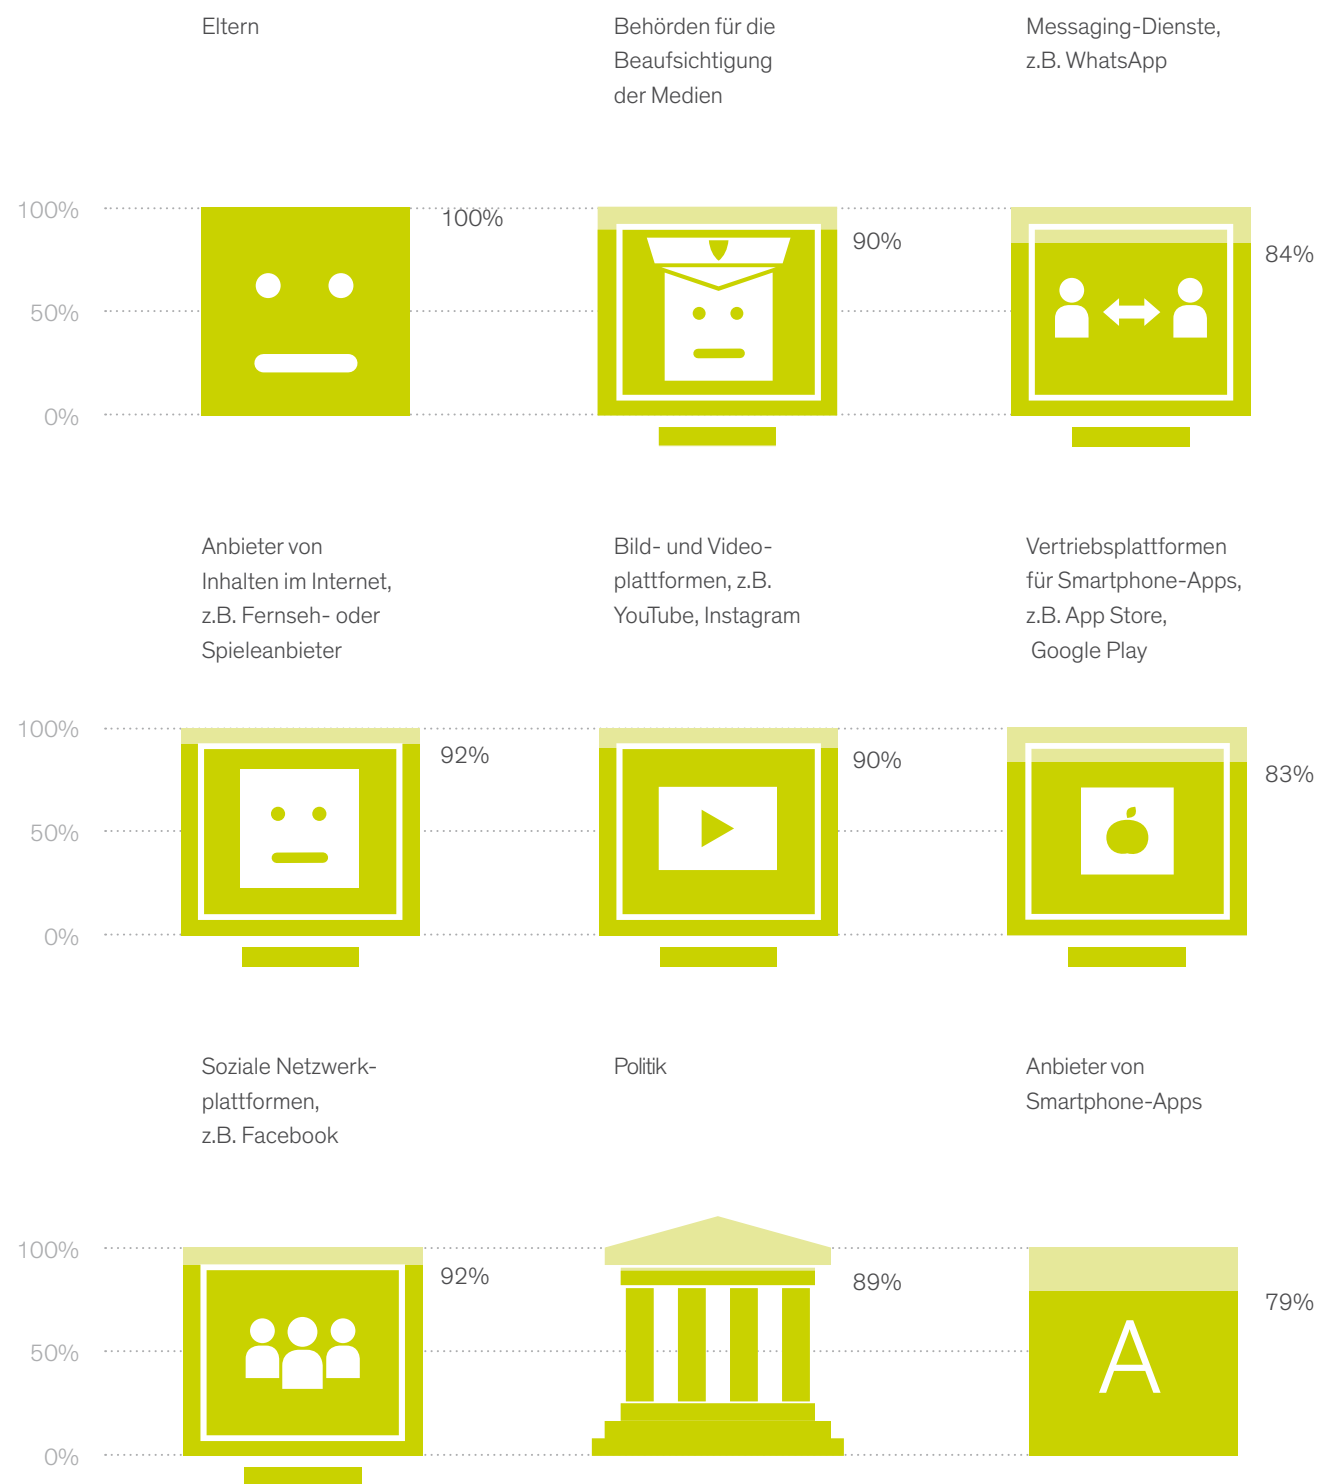 Eltern
Behörden für die
Beaufsichtigung
der Medien
Messaging-Dienste,
z.B. WhatsApp
100%
50%
0%
100%
90%
84%
Anbieter von
Inhalten im Internet,
z.B. Fernseh- oder
Spieleanbieter
Bild- und Video-
plattformen, z.B.
YouTube, Instagram
Vertriebsplattformen
für Smartphone-Apps,
z.B. App Store,
Google Play
100%
50%
0%
92%
90%
83%
Soziale Netzwerk-
plattformen,
z.B. Facebook
Politik
Anbieter von
Smartphone-Apps
100%
50%
0%
92%
89%
79%
A